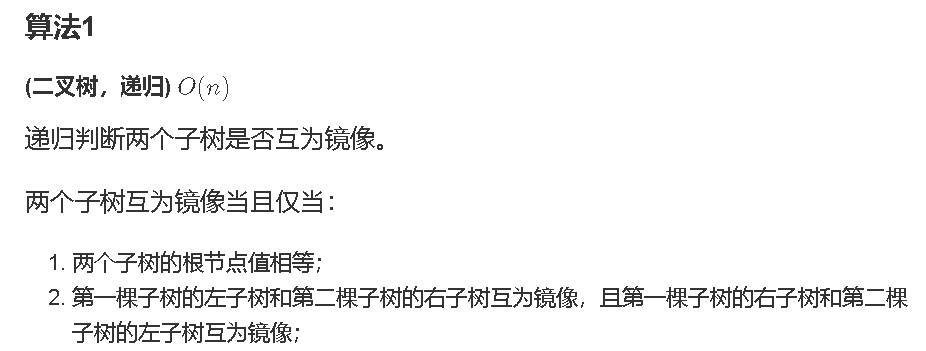 算法1
(二叉树，递归) O(n)
递归判断两个子树是否互为镜像。
两个子树互为镜像当且仅当：
1. 两个子树的根节点值相等；
2. 第一棵子树的左子树和第二棵子树的右子树互为镜像，且第一棵子树的右子树和第二棵
子树的左子树互为镜像；